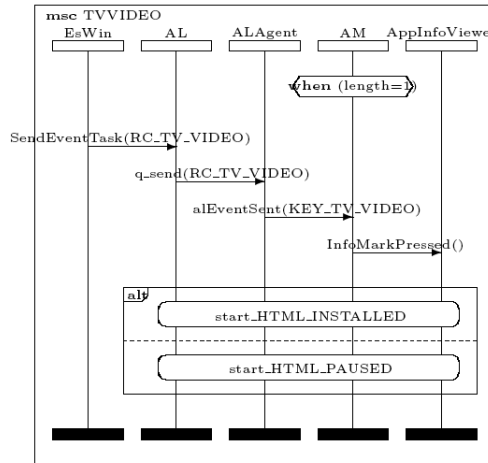 msc TVVIDEO
EsWin AL ALAgent AM AppInfoViewer
when (length=1)
SendEventTask(RC_TV_VIDEO)
q_send(RC_TV_VIDEO)
alEventSent(KEY_TV_VIDEO)
InfoMarkPressed()
alt
start_HTML_INSTALLED
start_HTML_PAUSED